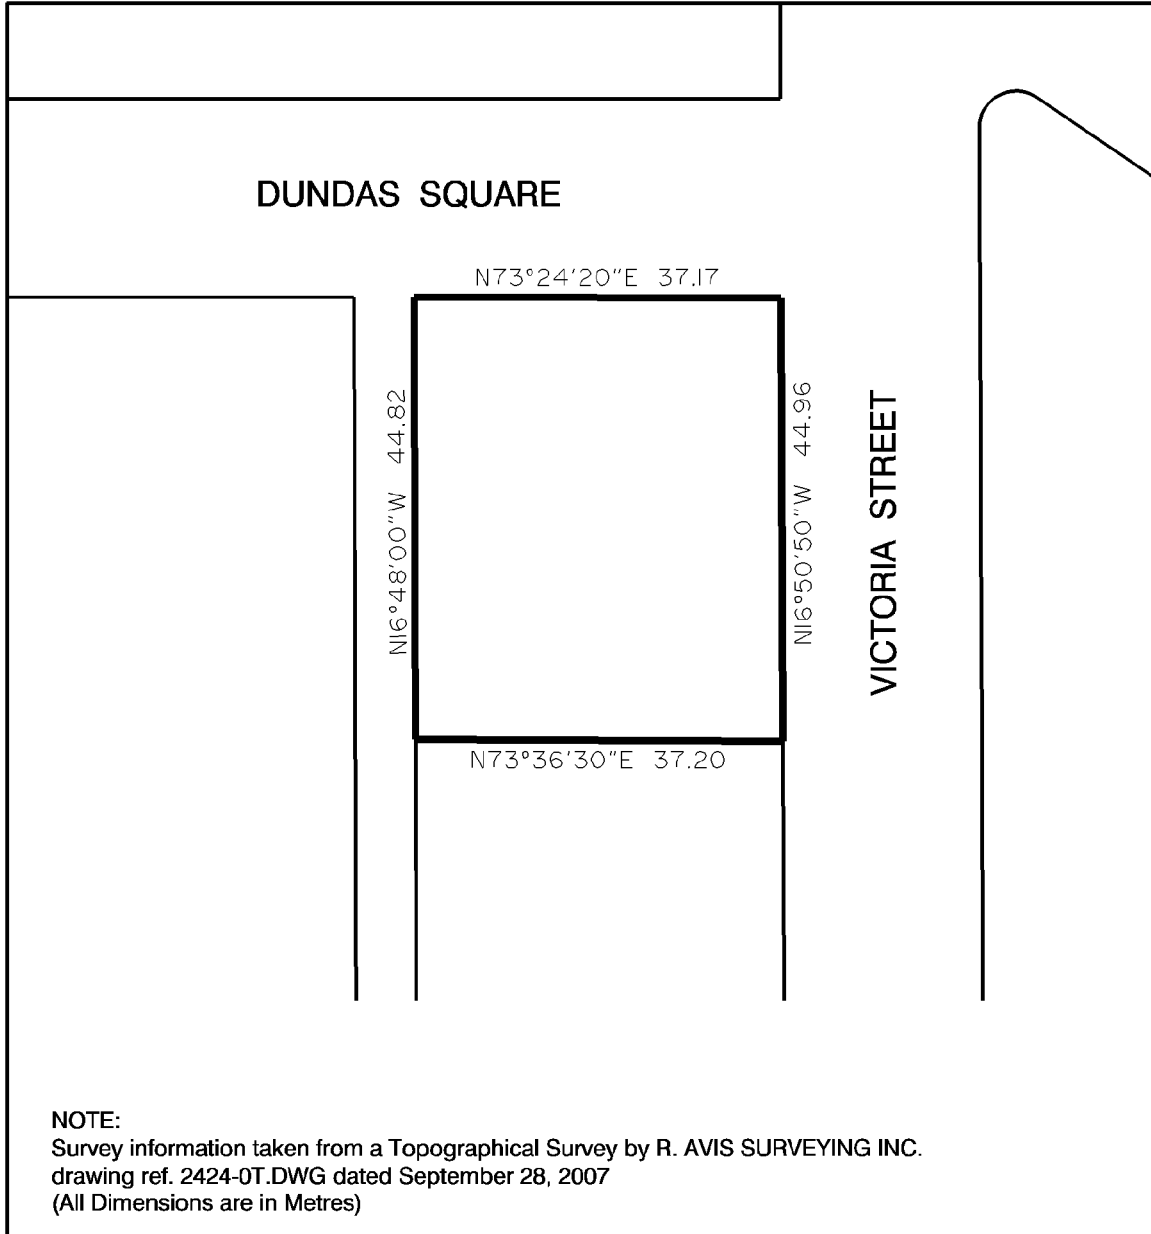 DUNDAS SQUARE
N73°24'20"E 37.17
N16°48'00"W 44.82
N16°50'50"W 44.96
VICTORIA STREET
N73°36'30"E 37.20
NOTE:
Survey information taken from a Topographical Survey by R. AVIS SURVEYING INC.
drawing ref. 2424-0T.DWG dated September 28, 2007
(All Dimensions are in Metres)